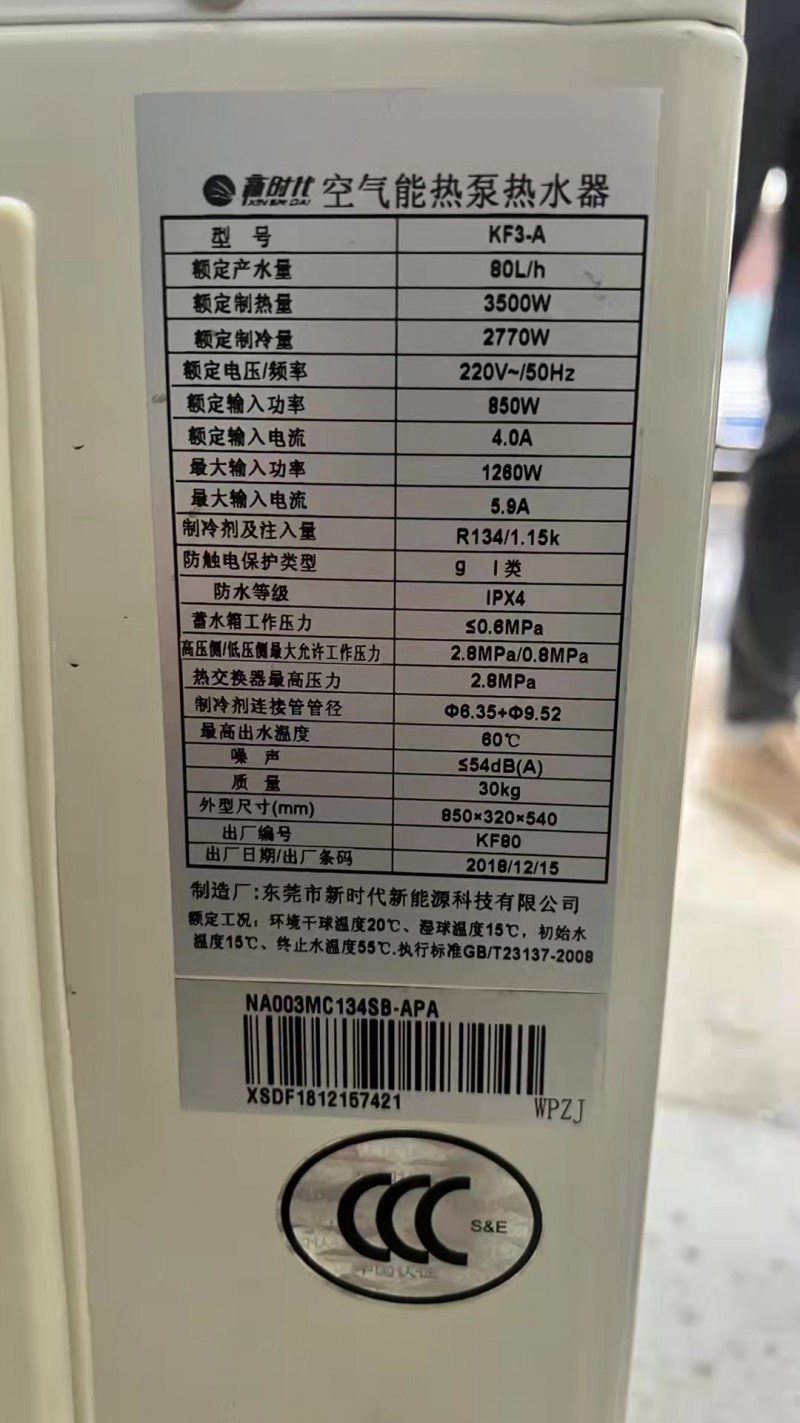 新时代 XIN SHI DAI 空气能热泵热水器
型 号 KF3-A
额定产水量 80L/h
额定制热量 3500W
额定制冷量 2770W
额定电压/频率 220V~/50Hz
额定输入功率 850W
额定输入电流 4.0A
最大输入功率 1260W
最大输入电流 5.9A
制冷剂及注入量 R134/1.15k
防触电保护类型 g I类
防水等级 IPX4
蓄水箱工作压力 ≤0.6MPa
高压侧/低压侧最大允许工作压力 2.8MPa/0.8MPa
热交换器最高压力 2.8MPa
制冷剂连接管管径 Φ6.35+Φ9.52
最高出水温度 60℃
噪 声 ≤54dB(A)
质 量 30kg
外型尺寸(mm) 850×320×540
出厂编号 KF80
出厂日期/出厂条码 2018/12/15
制造厂:东莞市新时代新能源科技有限公司
额定工况：环境干球温度20℃、湿球温度15℃，初始水
温度15℃、终止水温度55℃.执行标准GB/T23137-2008
NA003MC134SB-APA
XSDF1812157421
WPZJ
CCC S&E